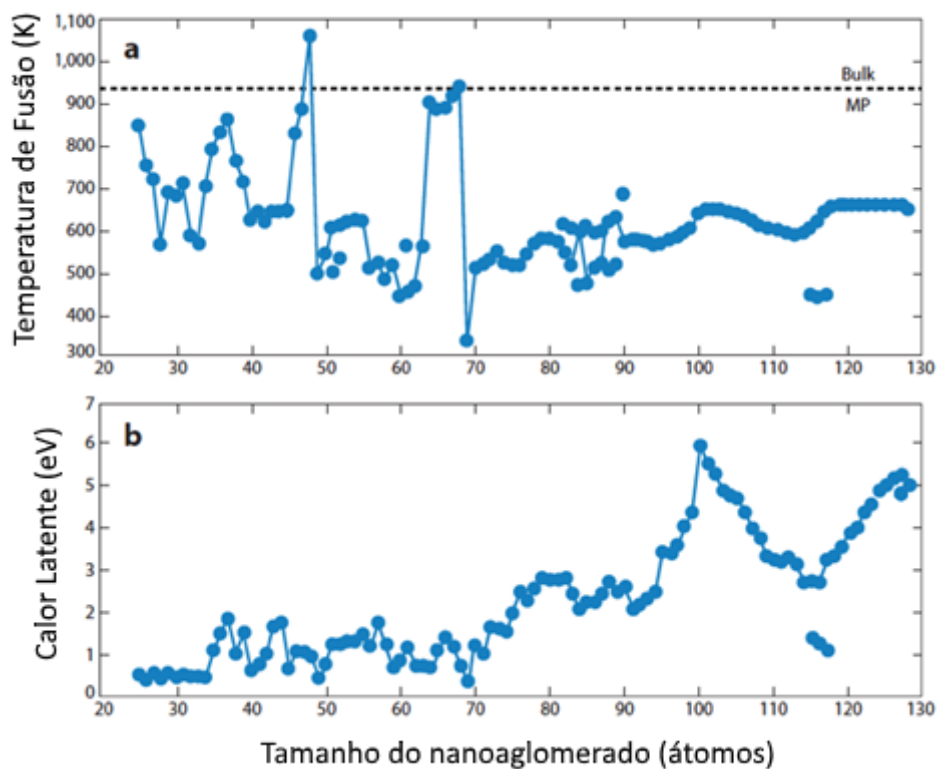 Temperatura de Fusão (K)
1,100
1,000
900
800
700
600
500
400
300
a
Bulk
MP
20 30 40 50 60 70 80 90 100 110 120 130
Calor Latente (eV)
7
6
5
4
3
2
1
0
b
20 30 40 50 60 70 80 90 100 110 120 130
Tamanho do nanoaglomerado (átomos)